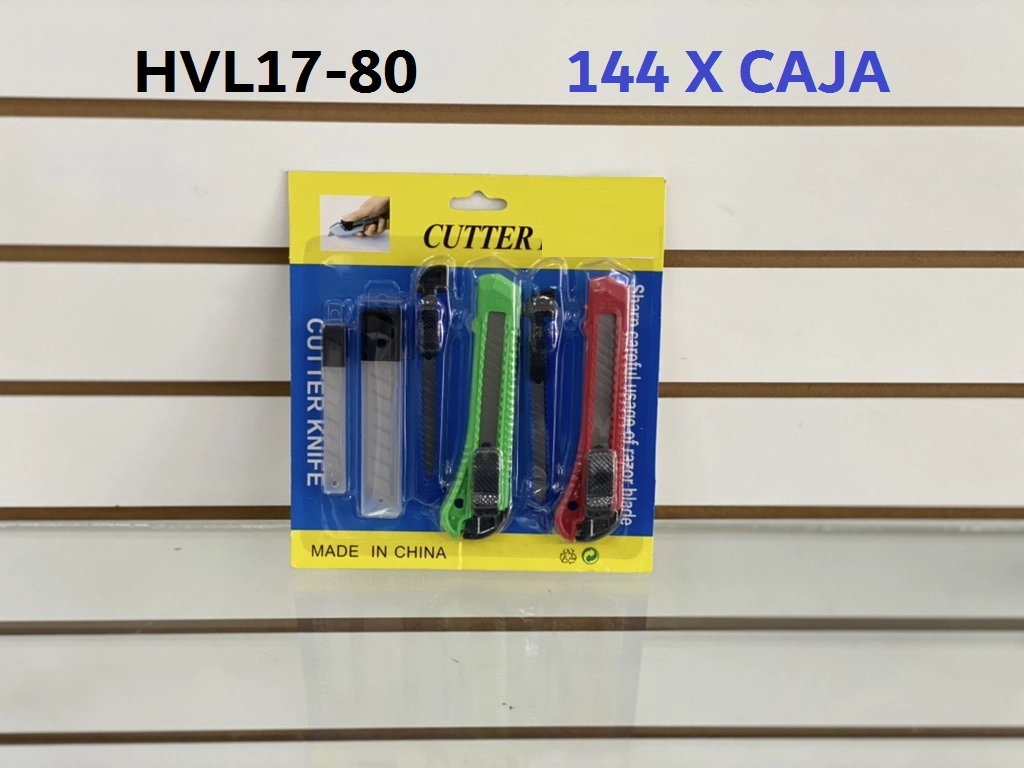 HVL17-80
144 X CAJA
CUTTER
CUTTER KNIFE
Sharp careful usage of razor blade
MADE IN CHINA